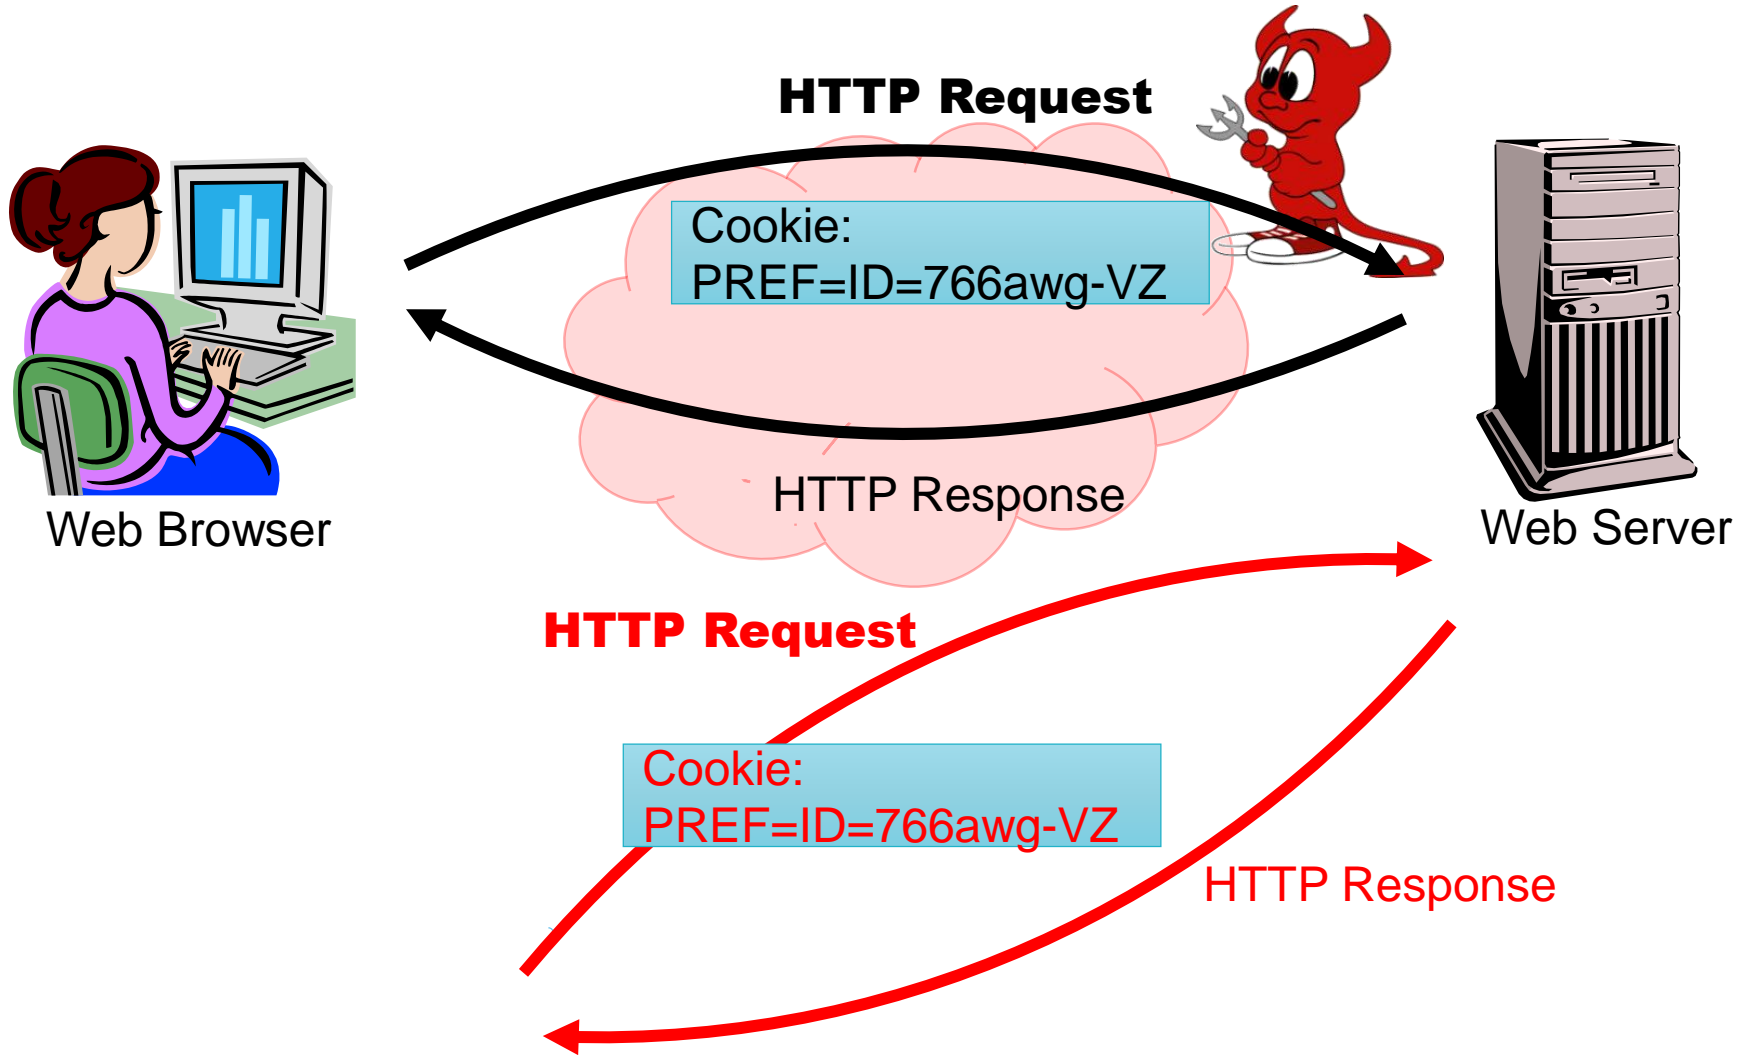 HTTP Request
Cookie:
PREF=ID=766awg-VZ
HTTP Response
Web Browser
Web Server
HTTP Request
Cookie:
PREF=ID=766awg-VZ
HTTP Response